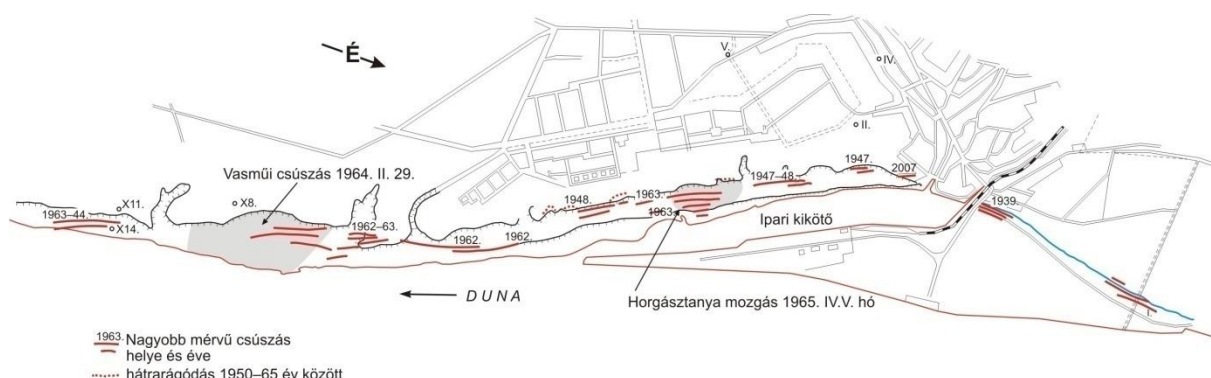 É
V.
IV.
II.
Vasműi csúszás 1964. II. 29.
1947.
2007
1947–48.
1963.
1948.
X11.
X8.
1963–44.
X14.
1962–63.
1962.
1962.
1963.
Ipari kikötő
1939.
I.
DUNA
Horgásztanya mozgás 1965. IV.V. hó
1963. Nagyobb mérvű csúszás
helye és éve
hátrarágódás 1950–65 év között